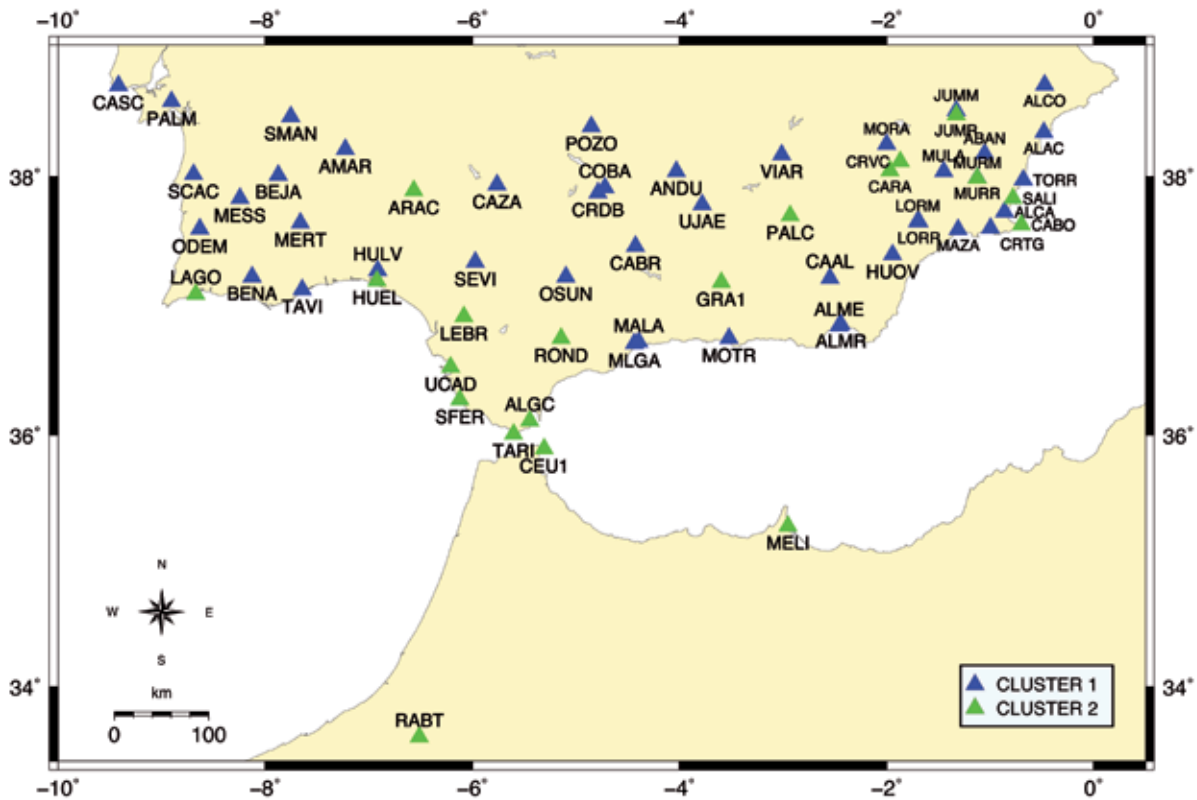 −10˚ −8˚ −6˚ −4˚ −2˚ 0˚
CASC
PALM
SMAN
AMAR
POZO
COBA
CRDB
ANDU
VIAR
UJAE
MORA
CRVC
CARA
JUMM
JUMR
ABAN
MULA
MURM
MURR
ALCO
ALAC
TORR
SALI
ALCA
CABO
CRTG
MAZA
LORM
LORR
HUOV
38˚ 38˚
SCAC
BEJA
MESS
MERT
ODEM
ARAC
CAZA
PALC
LAGO
BENA
TAVI
HULV
HUEL
SEVI
OSUN
CABR
GRA1
CAAL
LEBR
ROND
MALA
MLGA
MOTR
ALME
ALMR
UCAD
SFER
ALGC
36˚ 36˚
TARI
CEU1
MELI
N
W E
S
km
0 100
34˚ 34˚
RABT
CLUSTER 1
CLUSTER 2
−10˚ −8˚ −6˚ −4˚ −2˚ 0˚